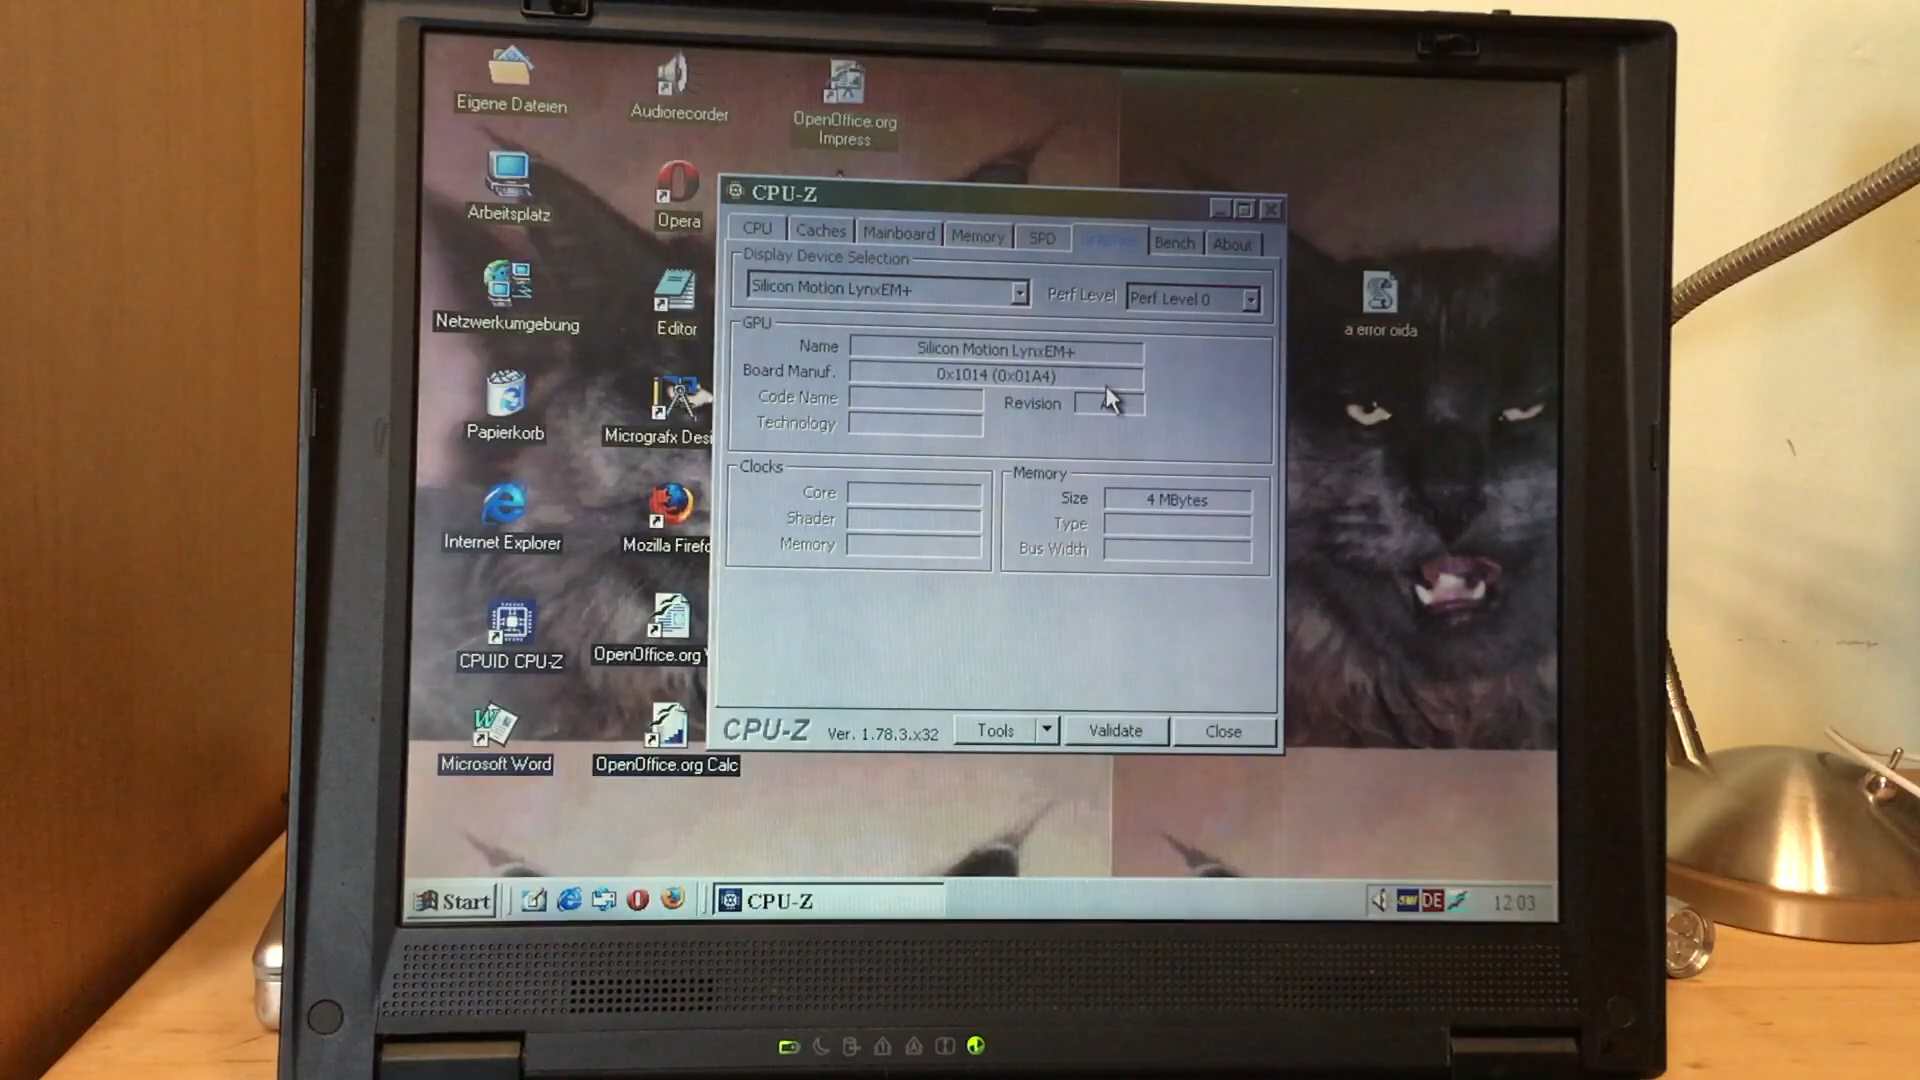 Eigene Dateien
Audiorecorder
OpenOffice.org
Impress
Arbeitsplatz
Opera
Netzwerkumgebung
Editor
Papierkorb
Micrografx Desi
Internet Explorer
Mozilla Firefo
CPUID CPU-Z
OpenOffice.org
Microsoft Word
OpenOffice.org Calc
a error oida
CPU-Z
CPU
Caches
Mainboard
Memory
SPD
Graphics
Bench
About
Display Device Selection
Silicon Motion LynxEM+
Perf Level
Perf Level 0
GPU
Name
Silicon Motion LynxEM+
Board Manuf.
0x1014 (0x01A4)
Code Name
Revision
Technology
Clocks
Core
Shader
Memory
Memory
Size
4 MBytes
Type
Bus Width
CPU-Z
Ver. 1.78.3.x32
Tools
Validate
Close
Start
CPU-Z
DE
12:03